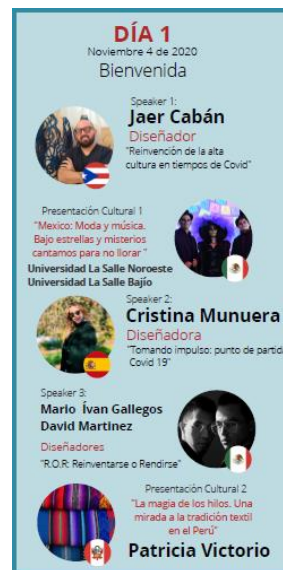 DÍA 1
Noviembre 4 de 2020
Bienvenida
Speaker 1:
Jaer Cabán
Diseñador
"Reinvención de la alta
cultura en tiempos de Covid"
Presentación Cultural 1
"Mexico: Moda y música.
Bajo estrellas y misterios
cantamos para no llorar"
Universidad La Salle Noroeste
Universidad La Salle Bajío
Speaker 2:
Cristina Munuera
Diseñadora
"Tomando impulso: punto de partida
Covid 19"
Speaker 3:
Mario Ívan Gallegos
David Martinez
Diseñadores
"R.O.R: Reinventarse o Rendirse"
Presentación Cultural 2
"La magia de los hilos. Una
mirada a la tradición textil
en el Perú"
Patricia Victorio